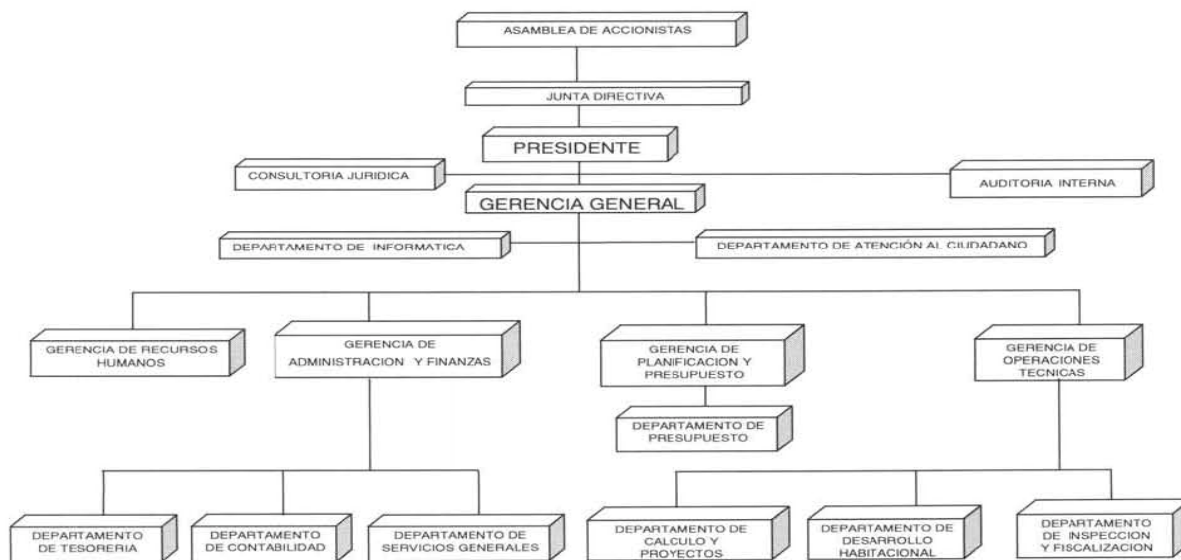 ASAMBLEA DE ACCIONISTAS
JUNTA DIRECTIVA
PRESIDENTE
CONSULTORIA JURIDICA
AUDITORIA INTERNA
GERENCIA GENERAL
DEPARTAMENTO DE INFORMATICA
DEPARTAMENTO DE ATENCIÓN AL CIUDADANO
GERENCIA DE RECURSOS
HUMANOS
GERENCIA DE
ADMINISTRACION Y FINANZAS
GERENCIA DE
PLANIFICACION Y
PRESUPUESTO
GERENCIA DE
OPERACIONES
TECNICAS
DEPARTAMENTO DE
PRESUPUESTO
DEPARTAMENTO
DE TESORERIA
DEPARTAMENTO
DE CONTABILIDAD
DEPARTAMENTO DE
SERVICIOS GENERALES
DEPARTAMENTO DE
CALCULO Y
PROYECTOS
DEPARTAMENTO DE
DESARROLLO
HABITACIONAL
DEPARTAMENTO
DE INSPECCION
Y FISCALIZACION